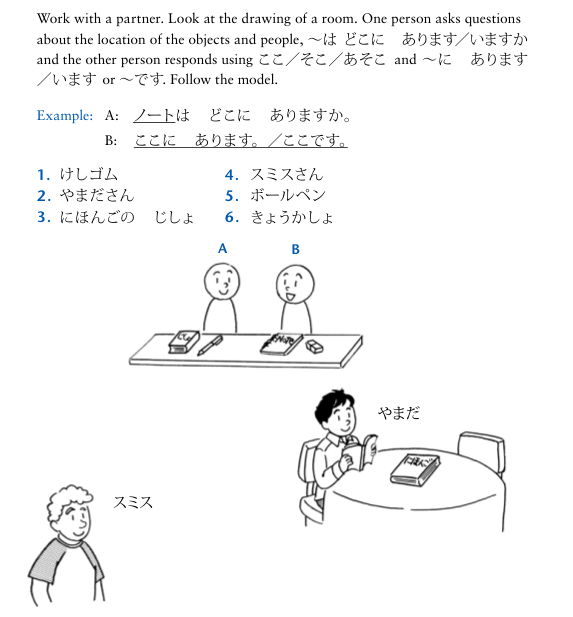 Work with a partner. Look at the drawing of a room. One person asks questions
about the location of the objects and people, ～は どこに あります／いますか
and the other person responds using ここ／そこ／あそこ and ～に あります
／います or ～です. Follow the model.
Example: A: ノートは どこに ありますか。
B: ここに あります。／ここです。
1. けしゴム
2. やまださん
3. にほんごの じしょ
4. スミスさん
5. ボールペン
6. きょうかしょ
A B
やまだ
にほんご
スミス